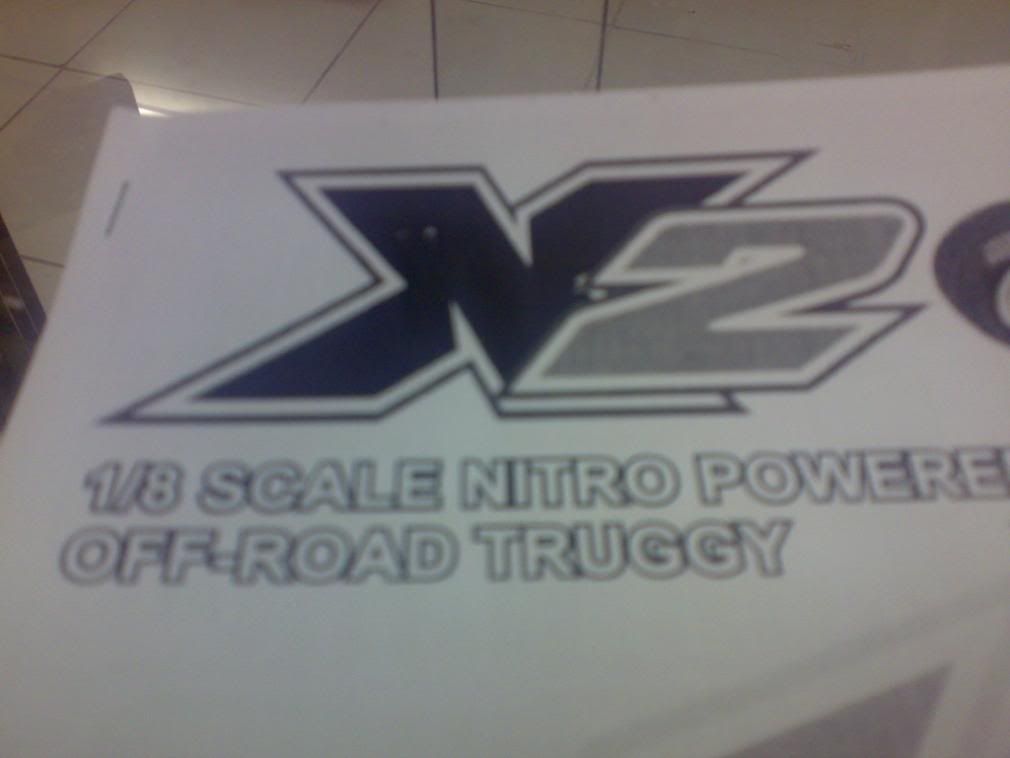 X2
1/8 SCALE NITRO POWERE
OFF-ROAD TRUGGY